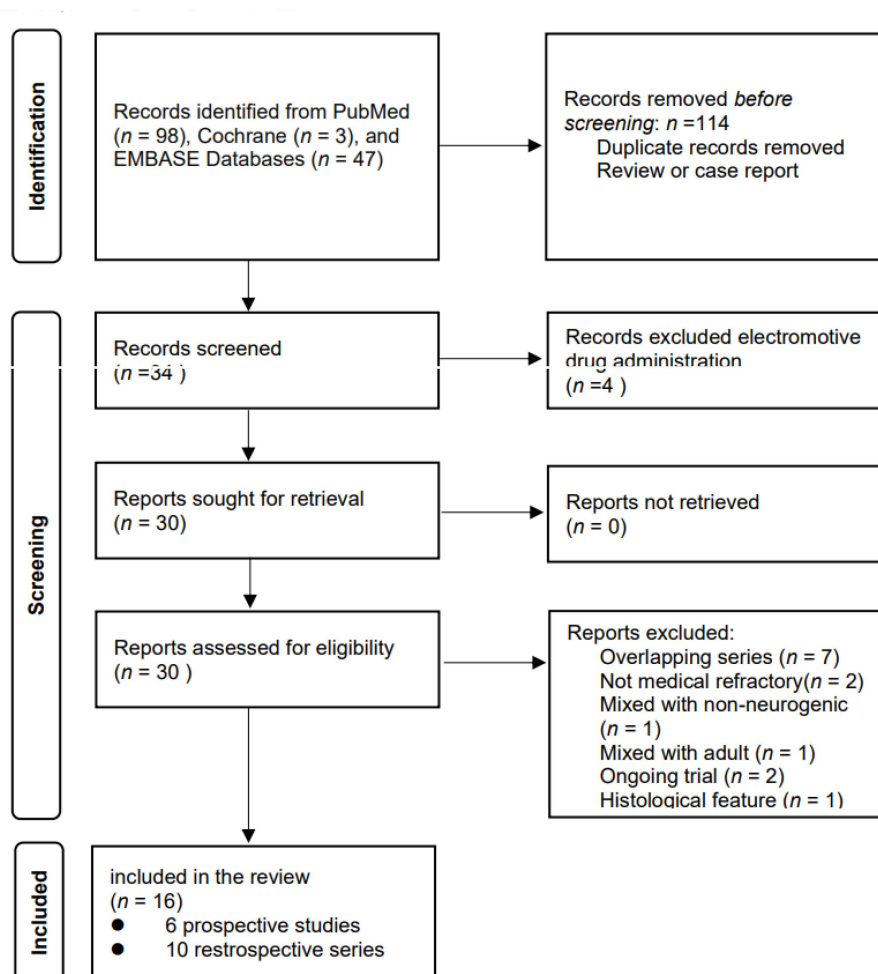 Identification
Records identified from PubMed
(n = 98), Cochrane (n = 3), and
EMBASE Databases (n = 47)
Records removed before
screening: n =114
Duplicate records removed
Review or case report
Screening
Records screened
(n =34 )
Records excluded electromotive
drug administration
(n =4 )
Reports sought for retrieval
(n = 30)
Reports not retrieved
(n = 0)
Reports assessed for eligibility
(n = 30 )
Reports excluded:
Overlapping series (n = 7)
Not medical refractory(n = 2)
Mixed with non-neurogenic
(n = 1)
Mixed with adult (n = 1)
Ongoing trial (n = 2)
Histological feature (n = 1)
Included
included in the review
(n = 16)
● 6 prospective studies
● 10 restrospective series